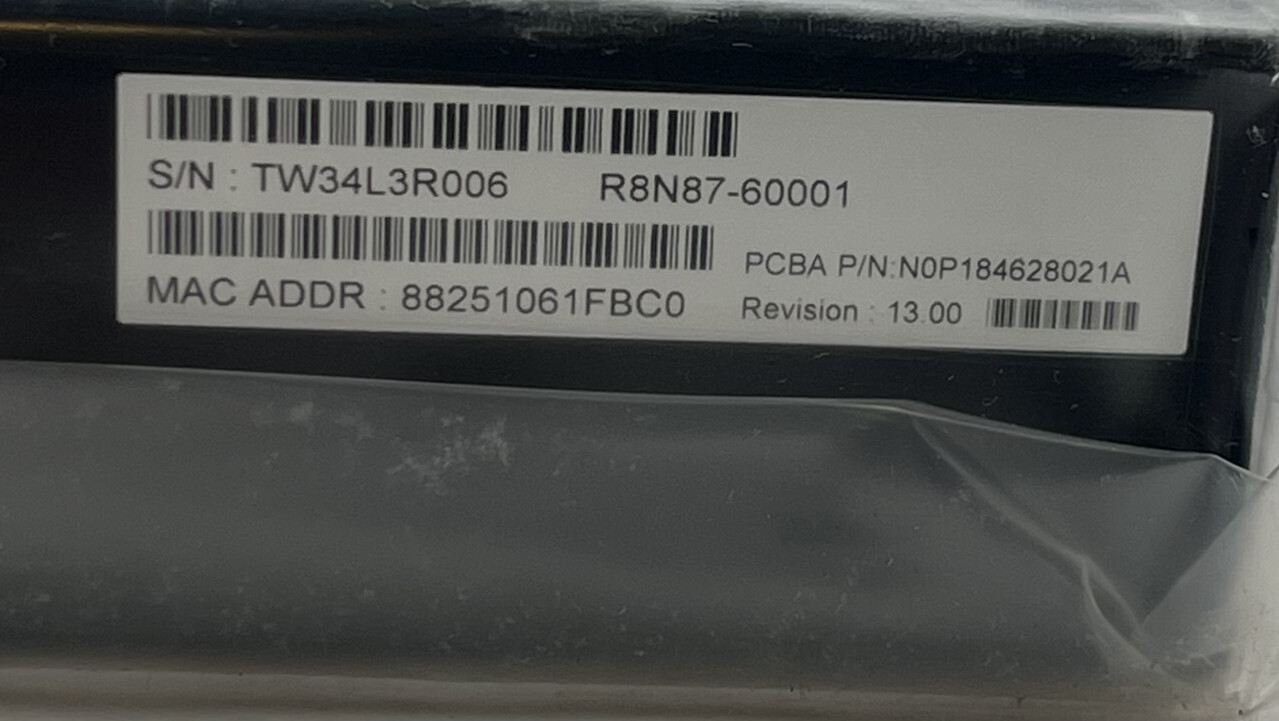 S/N : TW34L3R006 R8N87-60001
PCBA P/N:N0P184628021A
MAC ADDR : 88251061FBC0
Revision : 13.00